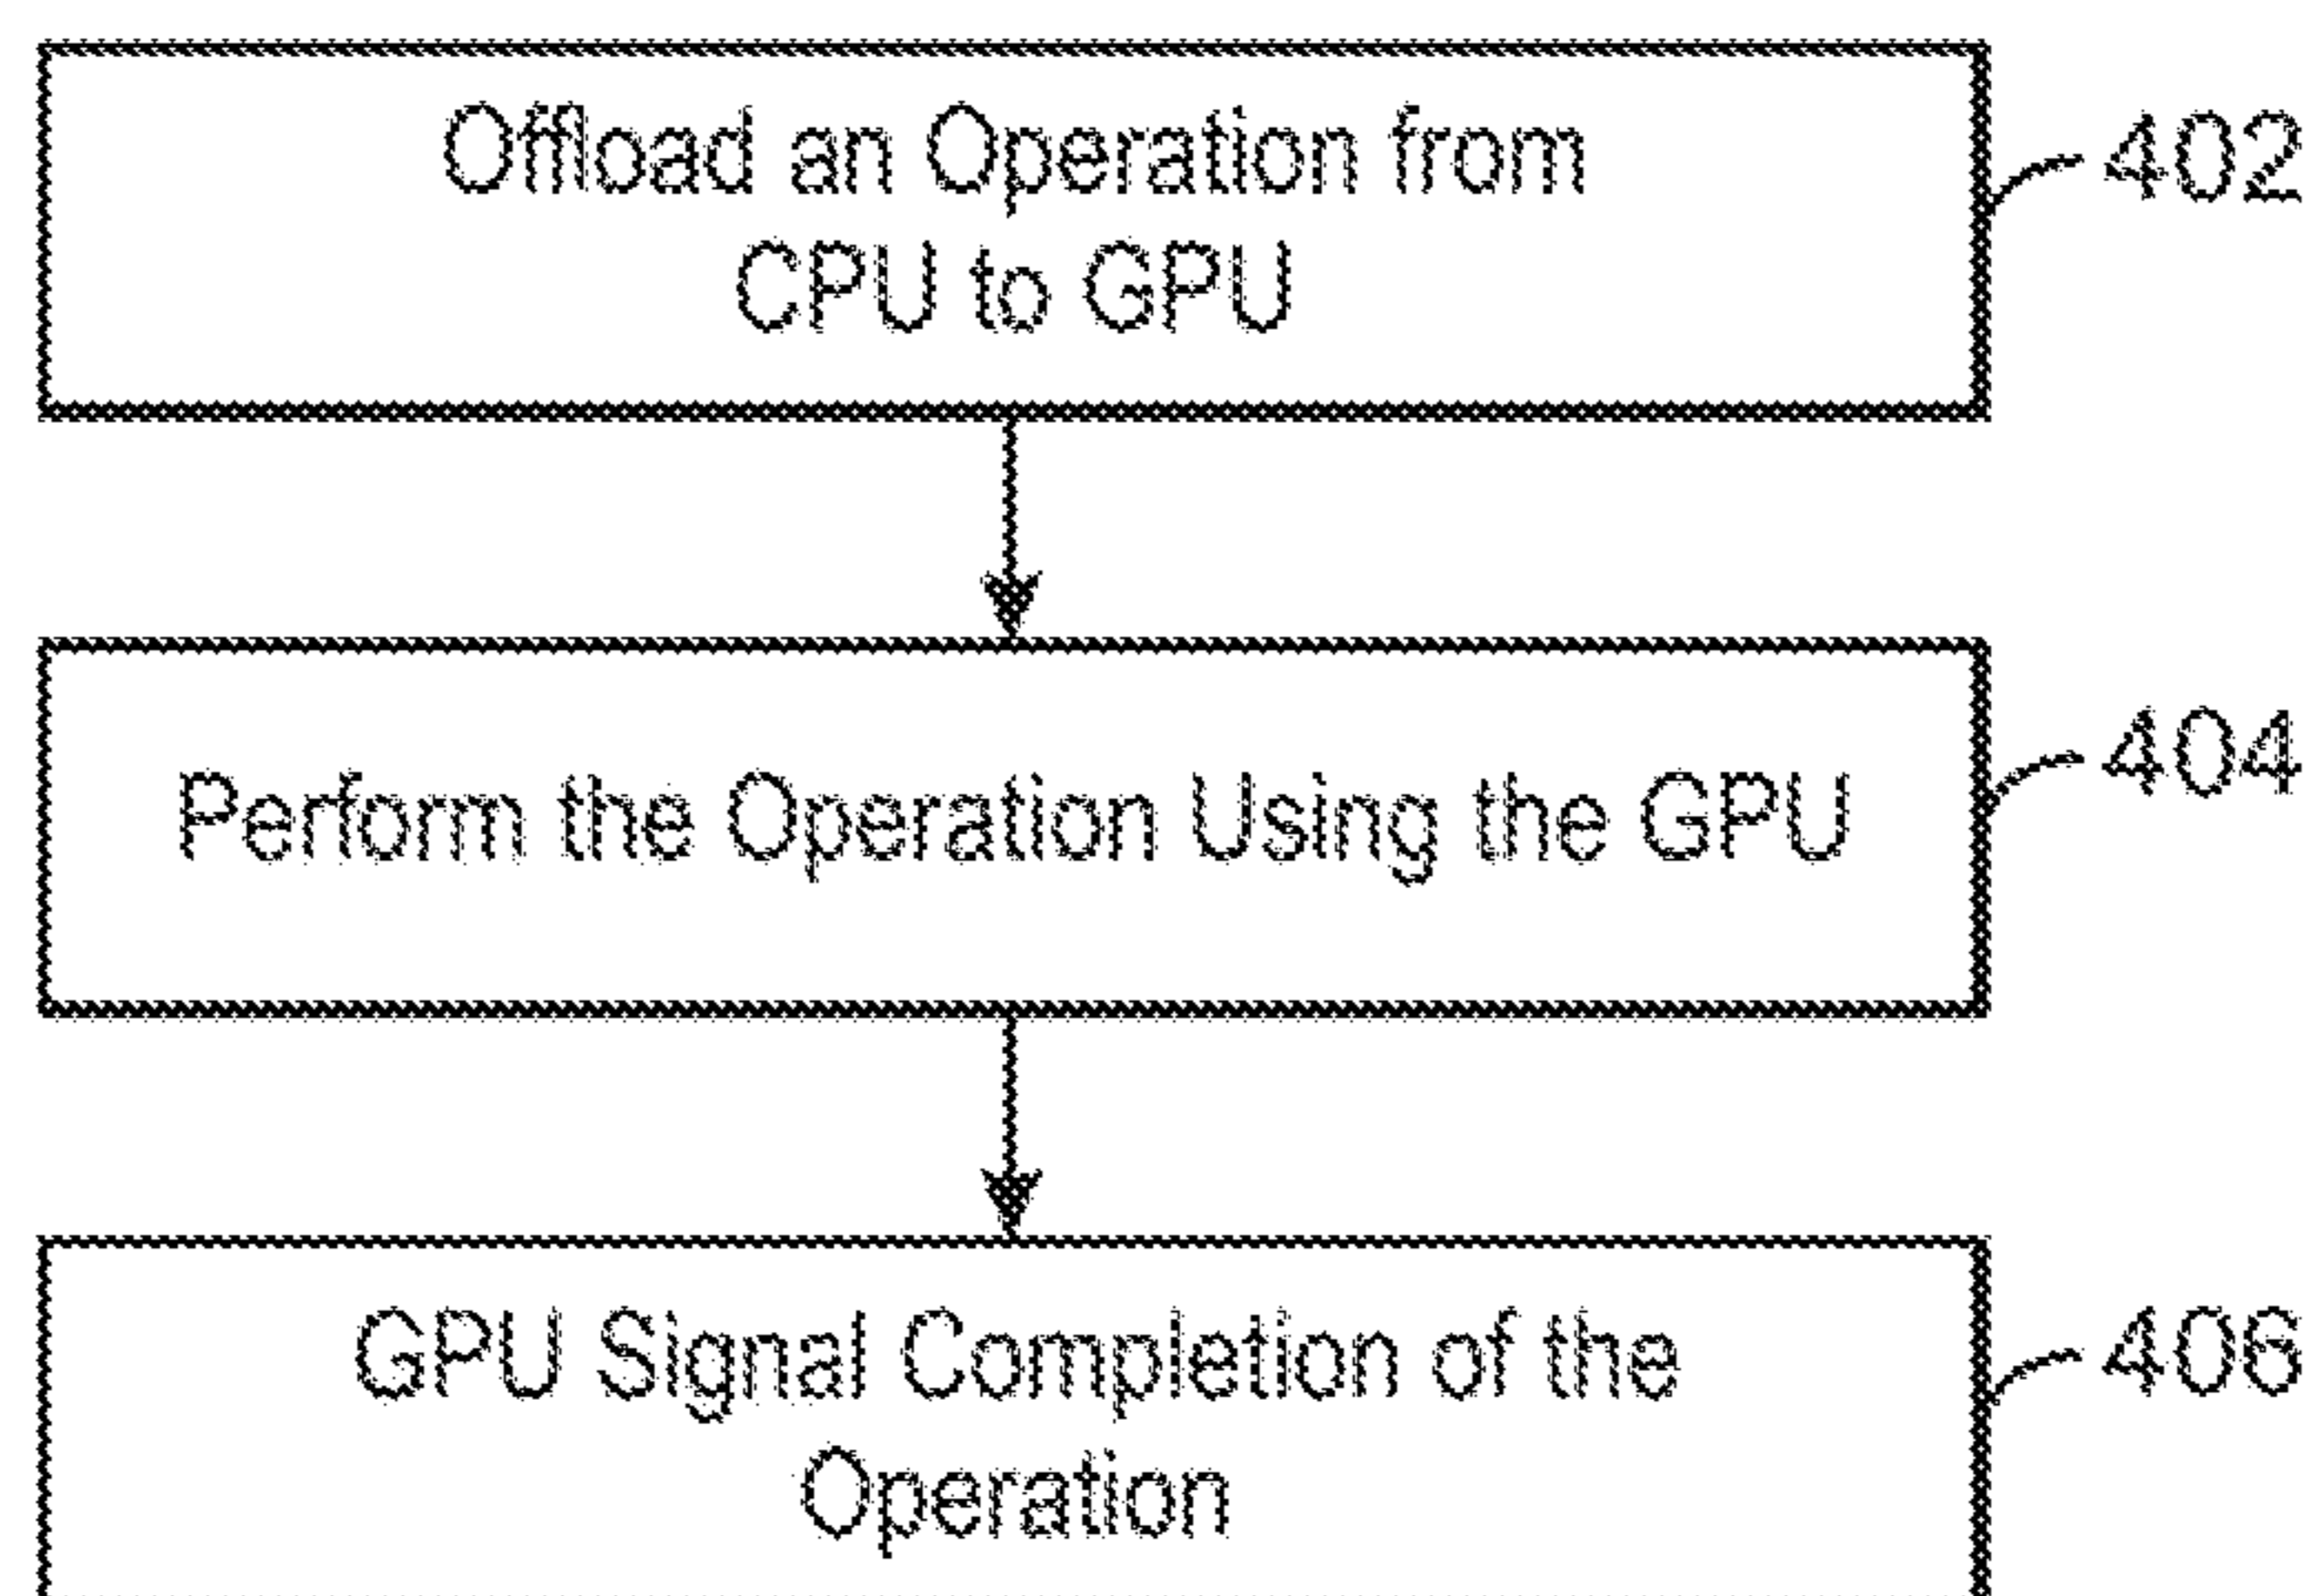 Offload an Operation from
CPU to GPU
402
Perform the Operation Using the GPU
404
GPU Signal Completion of the
Operation
406